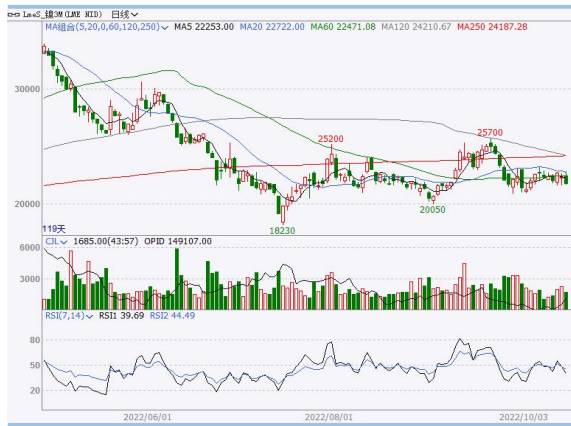 LmeS_镍3M(LME NID) 日线
MA组合(5,20,0,60,120,250) MA5 22253.00 MA20 22722.00 MA60 22471.08 MA120 24210.67 MA250 24187.28
30000
25200
25700
20000
20050
18230
119天
CJL 1685.00(43:57) OPID 149107.00
6000
3000
RSI(7,14) RSI1 39.69 RSI2 44.49
80
50
20
2022/06/01 2022/08/01 2022/10/03